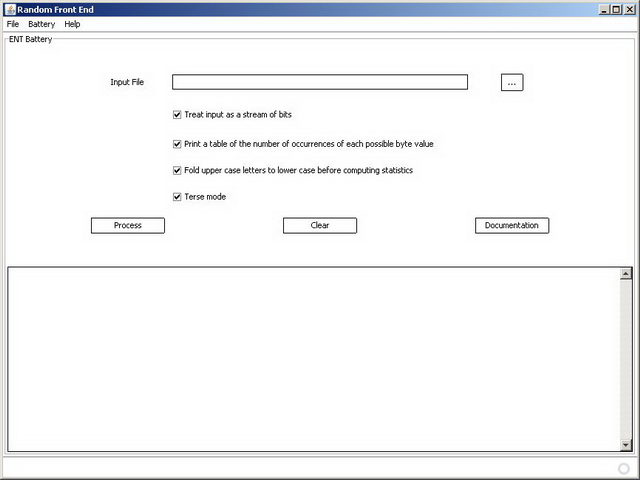 Random Front End
File Battery Help
ENT Battery
Input File ...
Treat input as a stream of bits
Print a table of the number of occurrences of each possible byte value
Fold upper case letters to lower case before computing statistics
Terse mode
Process Clear Documentation